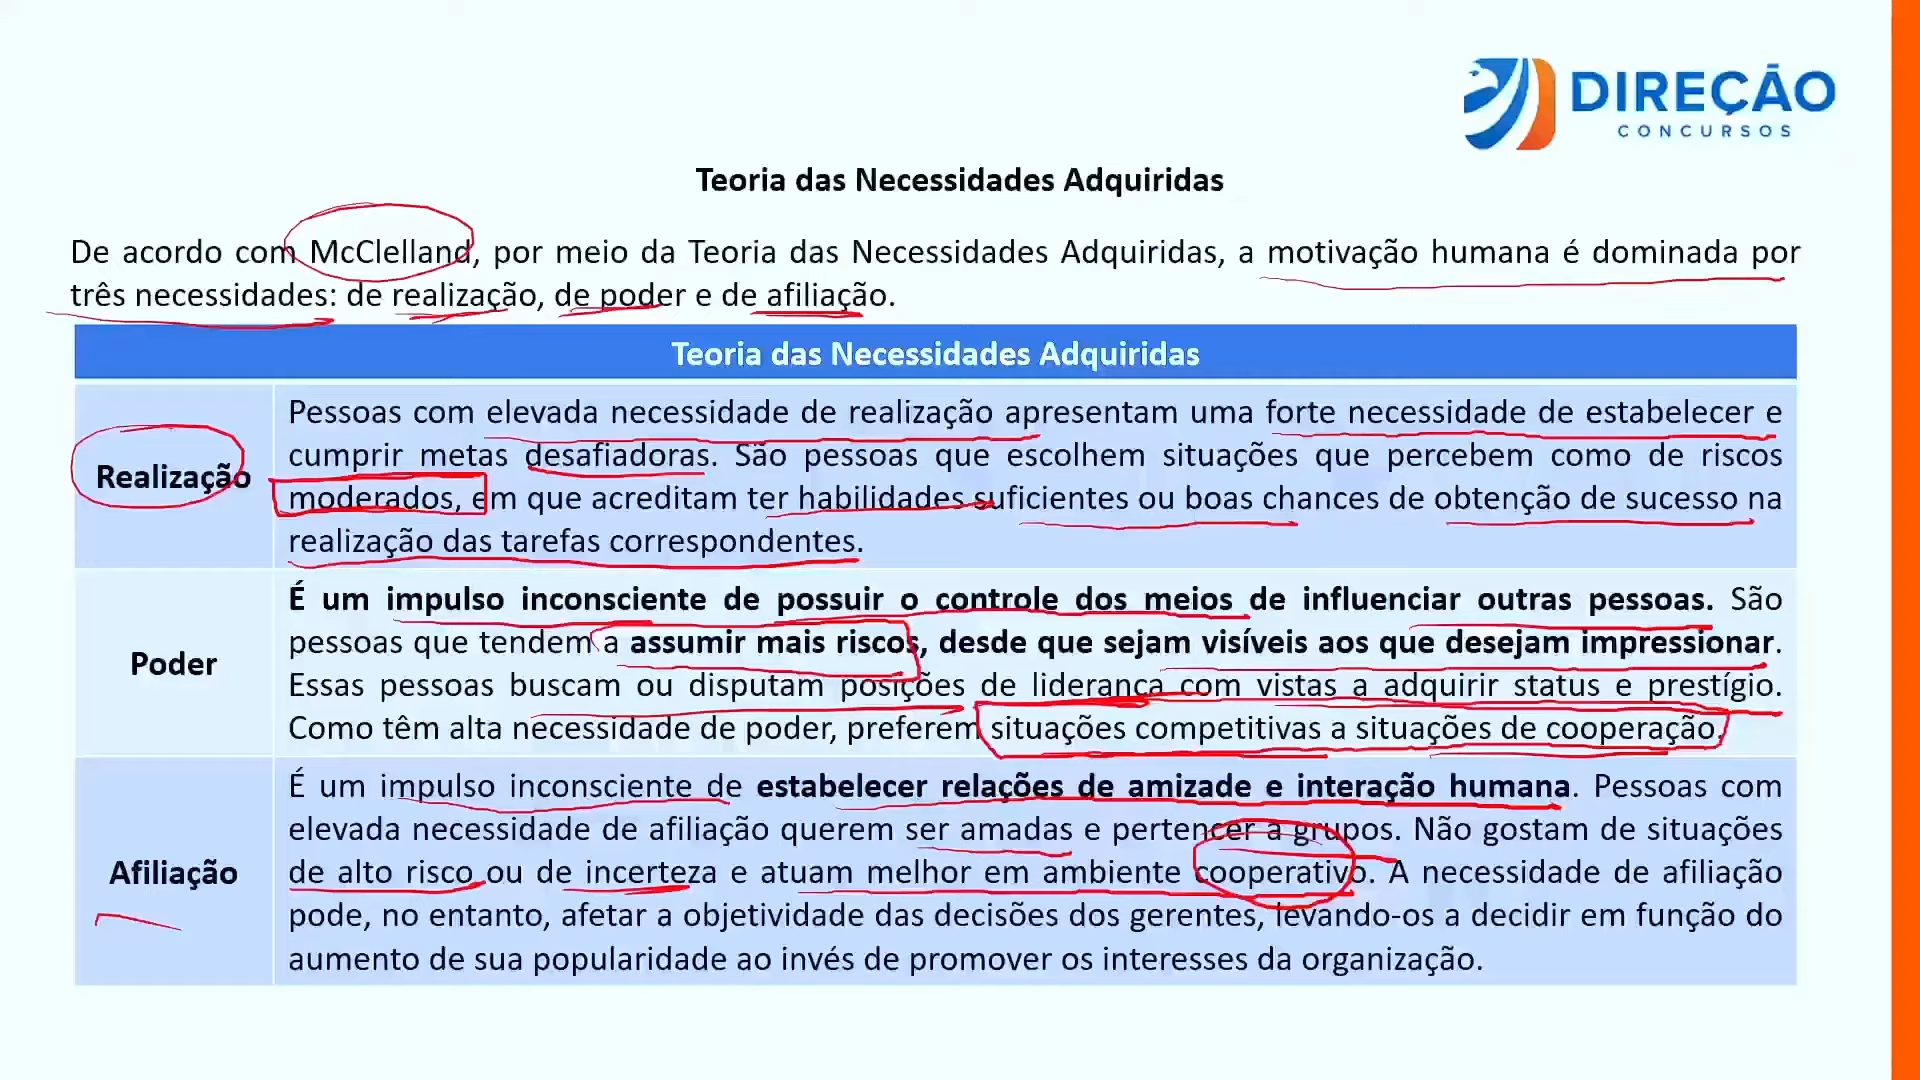 DIREÇÃO
CONCURSOS
Teoria das Necessidades Adquiridas
De acordo com McClelland, por meio da Teoria das Necessidades Adquiridas, a motivação humana é dominada por
três necessidades: de realização, de poder e de afiliação.
Teoria das Necessidades Adquiridas
Realização
Pessoas com elevada necessidade de realização apresentam uma forte necessidade de estabelecer e
cumprir metas desafiadoras. São pessoas que escolhem situações que percebem como de riscos
moderados, em que acreditam ter habilidades suficientes ou boas chances de obtenção de sucesso na
realização das tarefas correspondentes.
Poder
É um impulso inconsciente de possuir o controle dos meios de influenciar outras pessoas. São
pessoas que tendem a assumir mais riscos, desde que sejam visíveis aos que desejam impressionar.
Essas pessoas buscam ou disputam posições de liderança com vistas a adquirir status e prestígio.
Como têm alta necessidade de poder, preferem situações competitivas a situações de cooperação.
Afiliação
É um impulso inconsciente de estabelecer relações de amizade e interação humana. Pessoas com
elevada necessidade de afiliação querem ser amadas e pertencer a grupos. Não gostam de situações
de alto risco ou de incerteza e atuam melhor em ambiente cooperativo. A necessidade de afiliação
pode, no entanto, afetar a objetividade das decisões dos gerentes, levando-os a decidir em função do
aumento de sua popularidade ao invés de promover os interesses da organização.